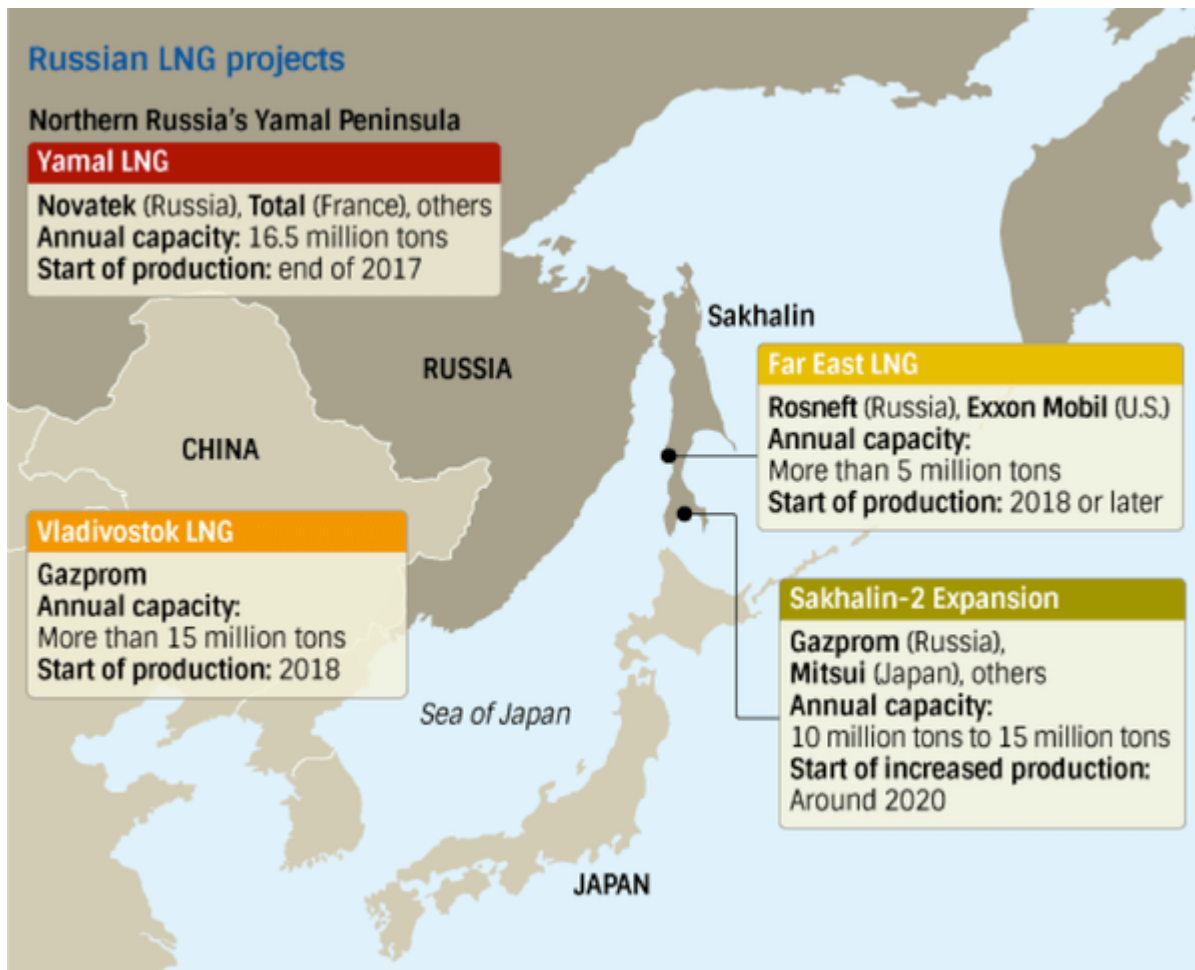 Russian LNG projects
Northern Russia's Yamal Peninsula
Yamal LNG
Novatek (Russia), Total (France), others
Annual capacity: 16.5 million tons
Start of production: end of 2017
Sakhalin
RUSSIA
Far East LNG
Rosneft (Russia), Exxon Mobil (U.S.)
Annual capacity:
More than 5 million tons
Start of production: 2018 or later
CHINA
Vladivostok LNG
Gazprom
Annual capacity:
More than 15 million tons
Start of production: 2018
Sakhalin-2 Expansion
Gazprom (Russia),
Mitsui (Japan), others
Annual capacity:
10 million tons to 15 million tons
Start of increased production:
Around 2020
Sea of Japan
JAPAN